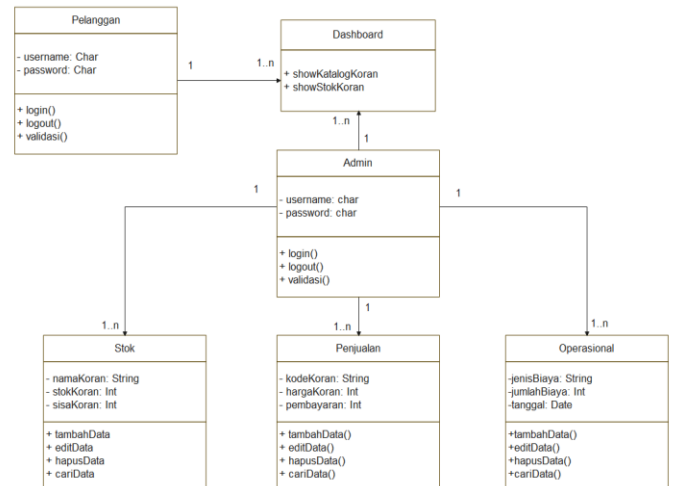 Pelanggan
- username: Char
- password: Char
+ login()
+ logout()
+ validasi()
1
1..n
Dashboard
+ showKatalogKoran
+ showStokKoran
1..n
1
Admin
- username: char
- password: char
+ login()
+ logout()
+ validasi()
1
1
1
1..n
1..n
1..n
Stok
- namaKoran: String
- stokKoran: Int
- sisaKoran: Int
+ tambahData
+ editData
+ hapusData
+ cariData
Penjualan
- kodeKoran: String
- hargaKoran: Int
- pembayaran: Int
+ tambahData()
+ editData()
+ hapusData()
+ cariData()
Operasional
-jenisBiaya: String
-jumlahBiaya: Int
-tanggal: Date
+tambahData()
+editData()
+hapusData()
+cariData()